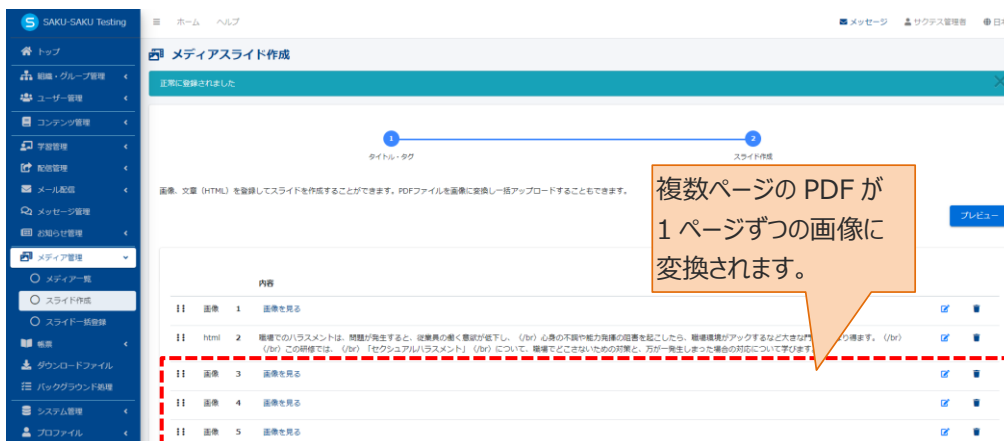 SAKU-SAKU Testing
ホーム ヘルプ
メッセージ サクテス管理者 日本
トップ
組織・グループ管理
ユーザー管理
コンテンツ管理
学習管理
配信管理
メール配信
メッセージ管理
お知らせ管理
メディア管理
メディア一覧
スライド作成
スライド一括登録
帳票
ダウンロードファイル
バックグラウンド処理
システム管理
プロファイル
メディアスライド作成
正常に登録されました
1 2
タイトル・タグ スライド作成
画像、文章（HTML）を登録してスライドを作成することができます。PDFファイルを画像に変換し一括アップロードすることもできます。
複数ページの PDF が
1 ページずつの画像に
変換されます。
プレビュー
内容
画像 1 画像を見る
html 2 職場でのハラスメントは、問題が発生すると、従業員の働く意欲が低下し、〈/br〉心身の不調や能力発揮の阻害を起こしたら、職場環境がアックするなど大きな門 より得ます。〈/br〉
〈/br〉この研修では、〈/br〉「セクシュアルハラスメント」〈/br〉について、職場でどこさないための対策と、万が一発生しまった場合の対応について学びます
画像 3 画像を見る
画像 4 画像を見る
画像 5 画像を見る